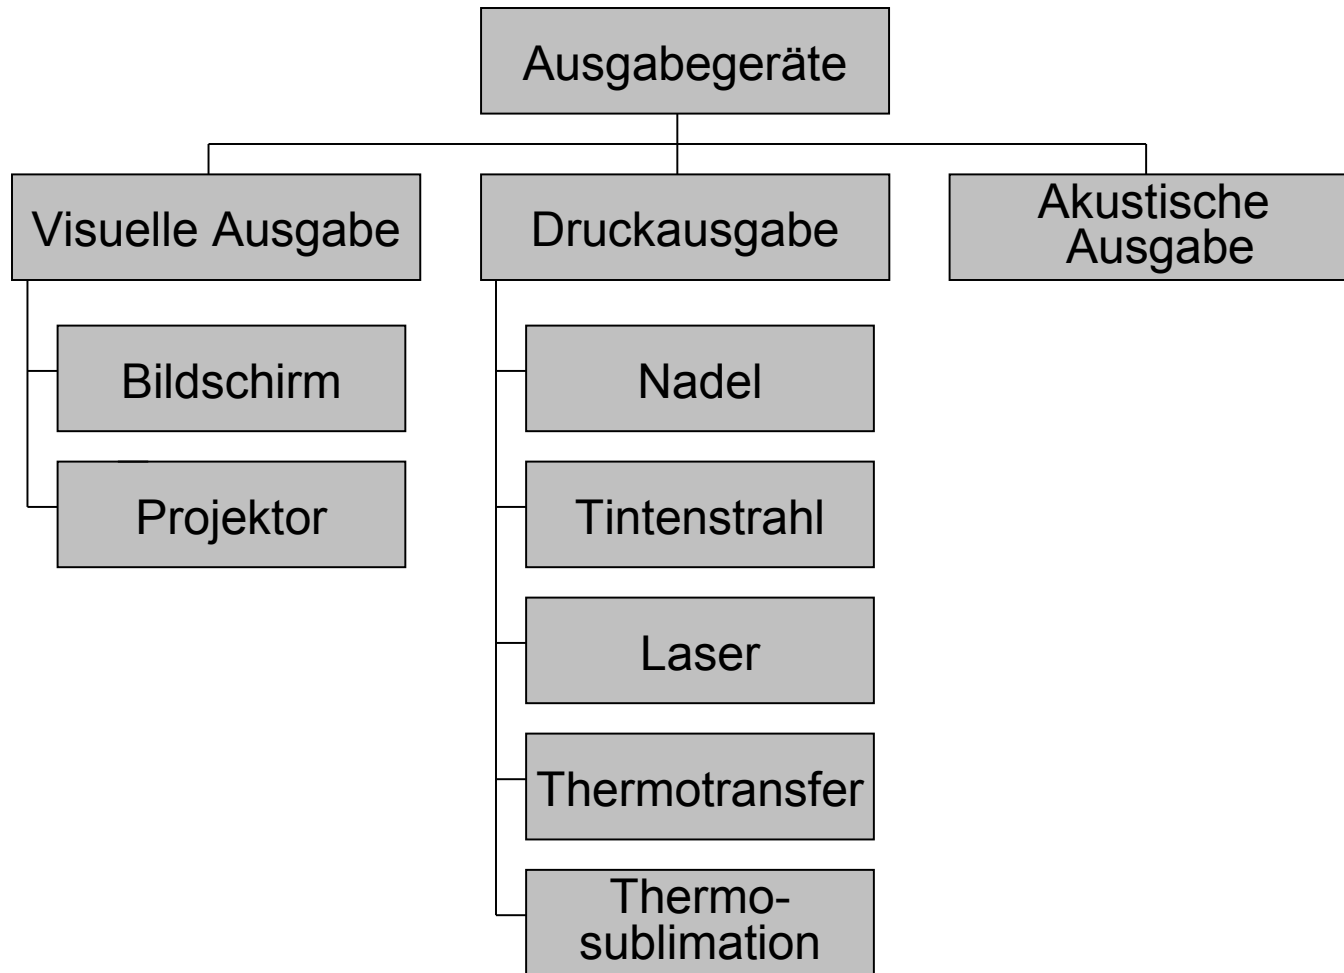 Ausgabegeräte
Visuelle Ausgabe
Druckausgabe
Akustische
Ausgabe
Bildschirm
Projektor
Nadel
Tintenstrahl
Laser
Thermotransfer
Thermo-
sublimation